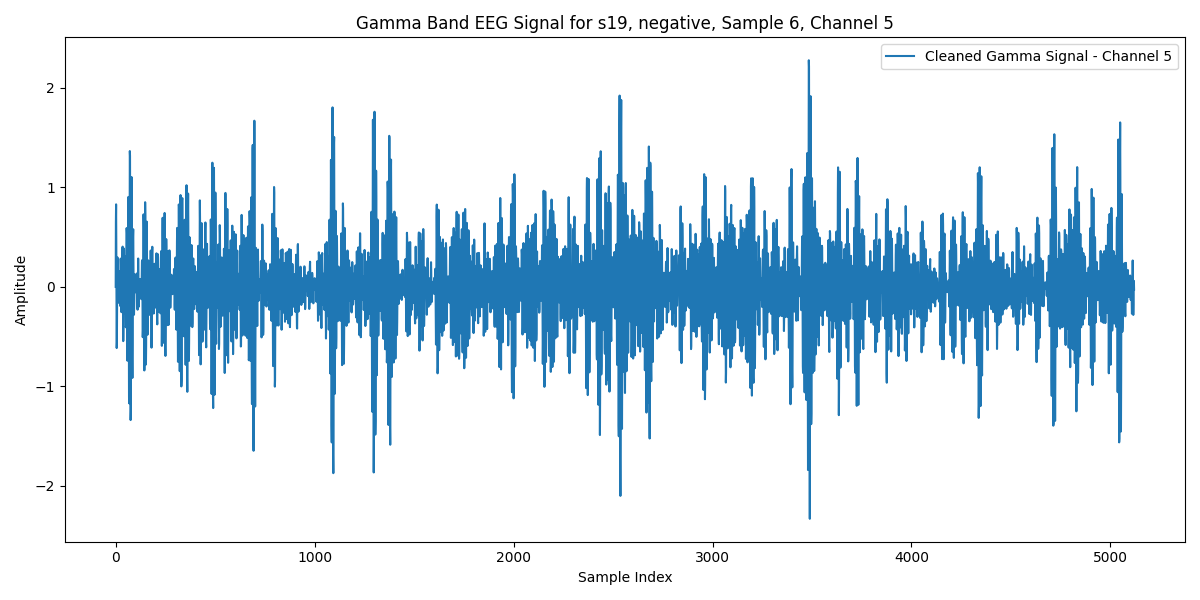 Gamma Band EEG Signal for s19, negative, Sample 6, Channel 5
Cleaned Gamma Signal - Channel 5
2
1
0
−1
−2
Amplitude
0 1000 2000 3000 4000 5000
Sample Index